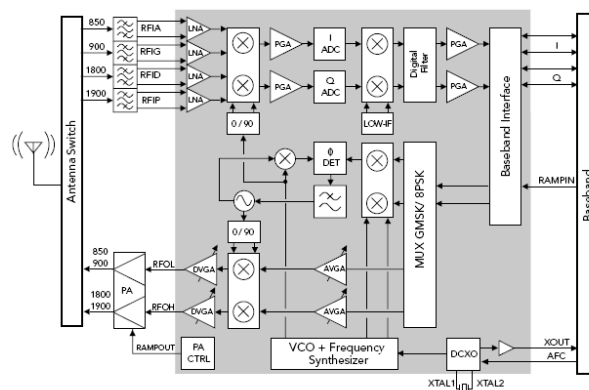 850
RFIA
LNA
900
RFIG
LNA
1800
RFID
LNA
1900
RFIP
LNA
PGA
I
ADC
PGA
PGA
Q
ADC
PGA
Digital
Filter
Baseband Interface
I
Q
0 / 90
LOW-IF
Antenna Switch
ϕ
DET
MUX GMSK/ 8PSK
RAMPIN
Baseband
0 / 90
850
900
RFOL
DVGA
AVGA
PA
1800
1900
RFOH
DVGA
AVGA
RAMPOUT
PA
CTRL
VCO + Frequency
Synthesizer
DCXO
XOUT
AFC
XTAL1
XTAL2